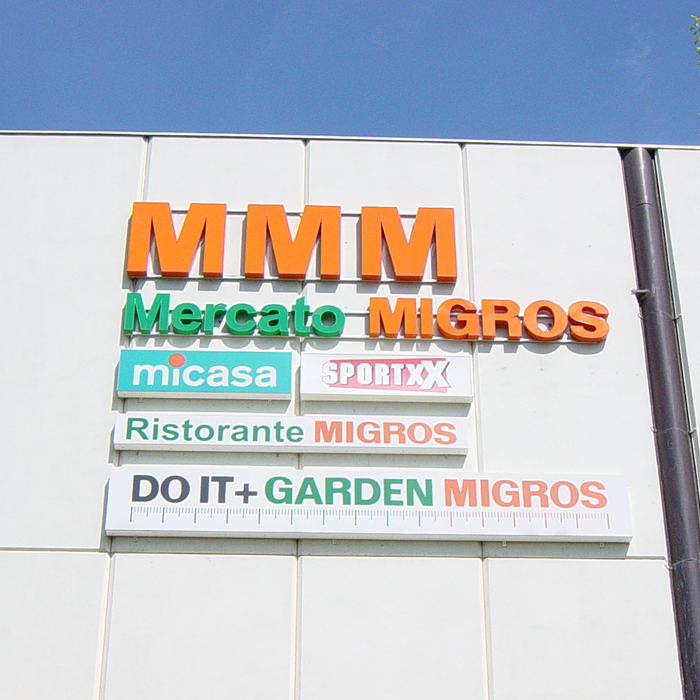 MMM
Mercato MIGROS
micasa SPORTXX
Ristorante MIGROS
DO IT + GARDEN MIGROS